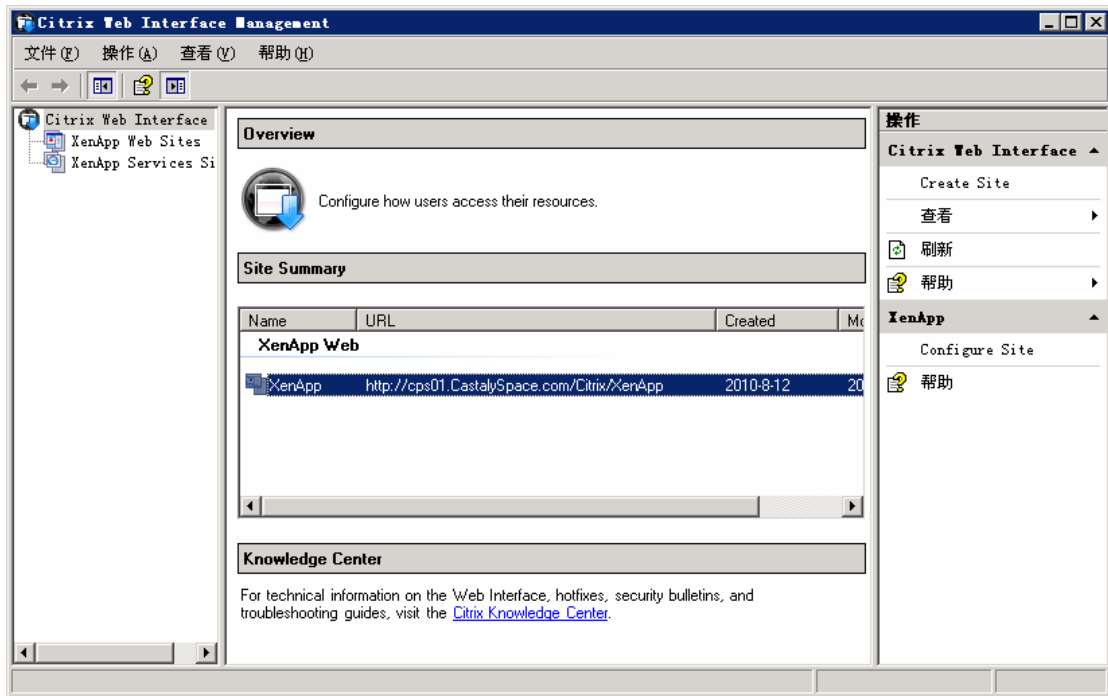 Citrix Web Interface Management
文件(F) 操作(A) 查看(V) 帮助(H)
Citrix Web Interface
XenApp Web Sites
XenApp Services Si
Overview
Configure how users access their resources.
Site Summary
Name URL Created Mo
XenApp Web
XenApp http://cps01.CastalySpace.com/Citrix/XenApp 2010-8-12 20
Knowledge Center
For technical information on the Web Interface, hotfixes, security bulletins, and
troubleshooting guides, visit the Citrix Knowledge Center.
操作
Citrix Web Interface
Create Site
查看
刷新
帮助
XenApp
Configure Site
帮助